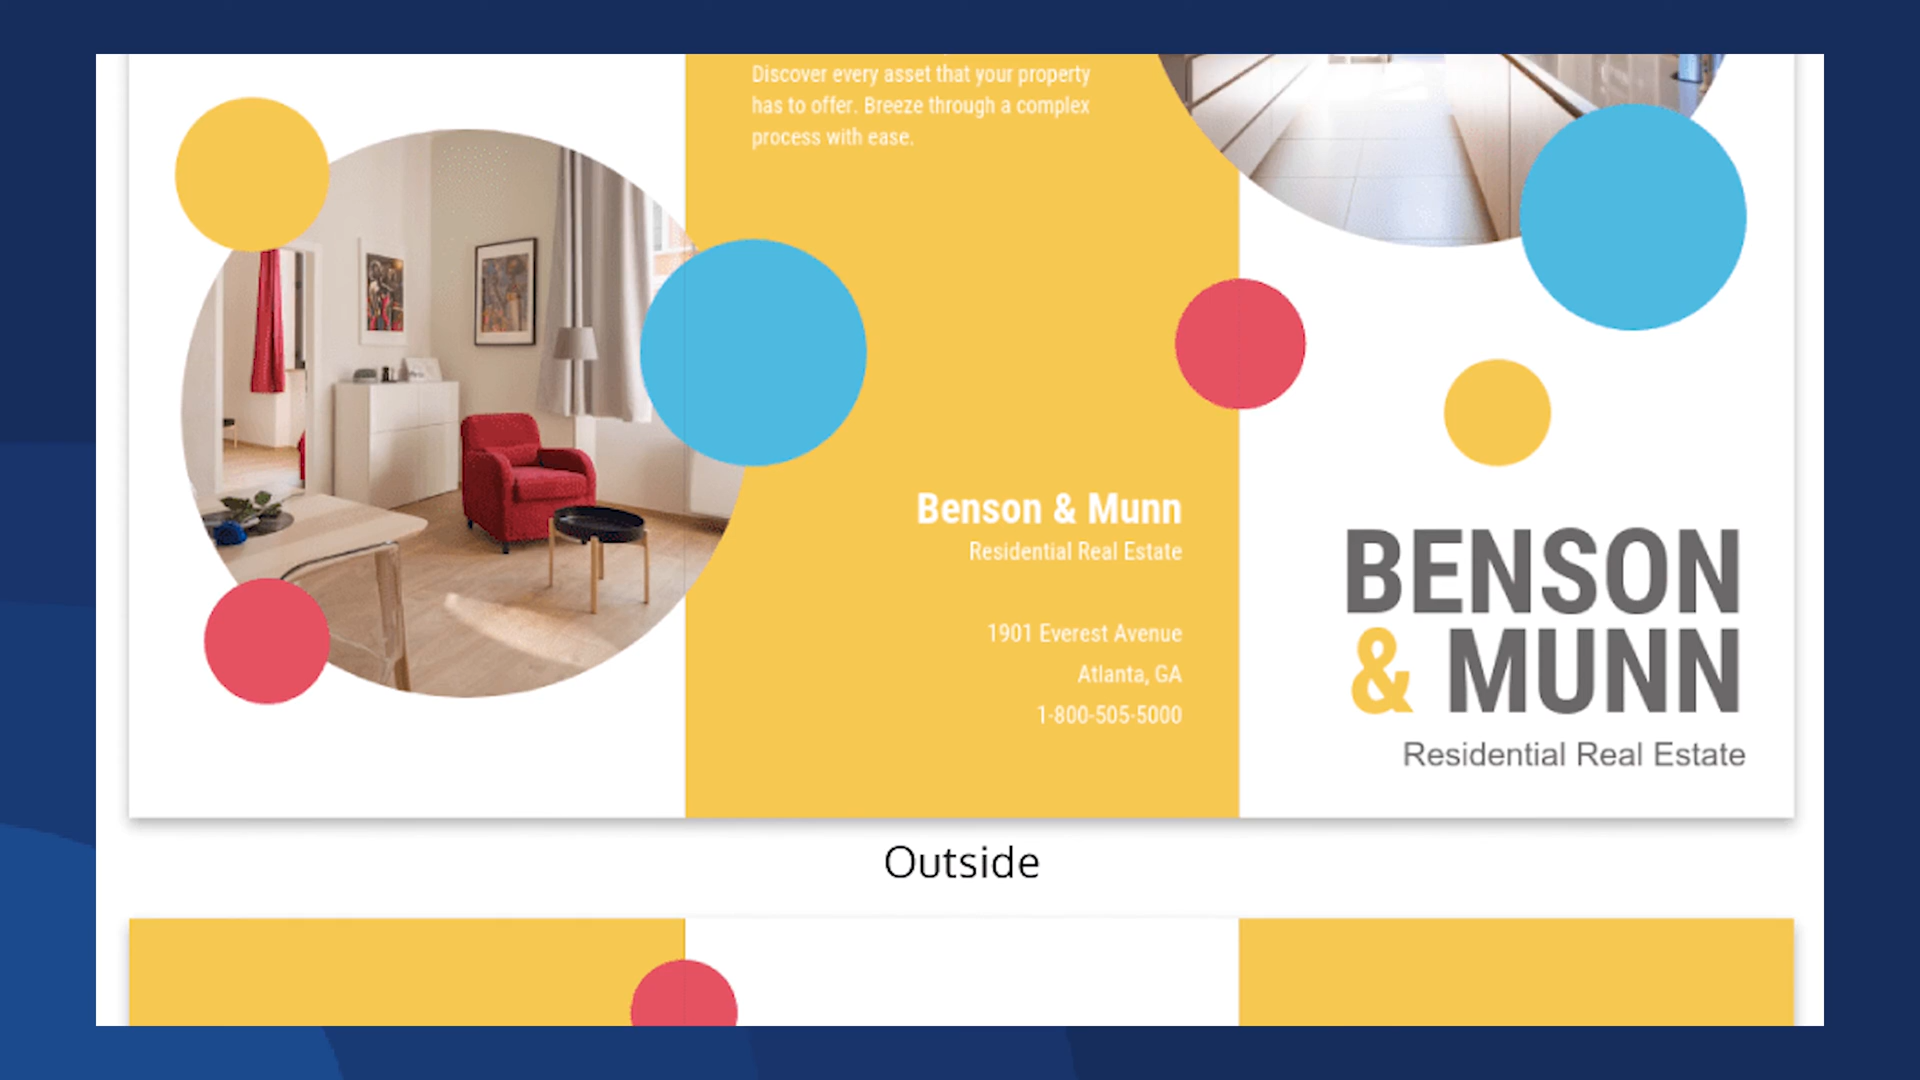 Discover every asset that your property
has to offer. Breeze through a complex
process with ease.
Benson & Munn
Residential Real Estate
1901 Everest Avenue
Atlanta, GA
1-800-505-5000
BENSON
& MUNN
Residential Real Estate
Outside